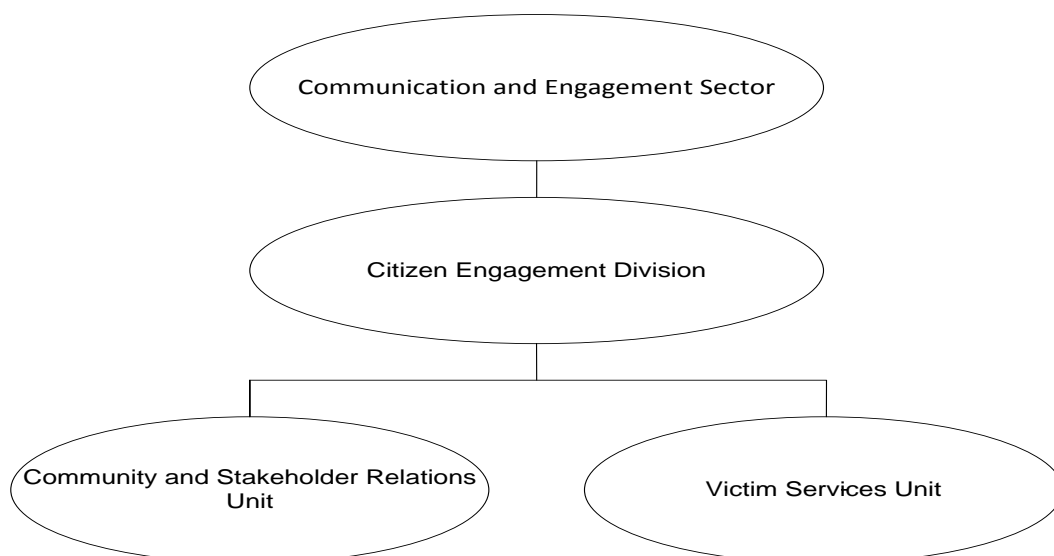 Communication and Engagement Sector
Citizen Engagement Division
Community and Stakeholder Relations
Unit
Victim Services Unit